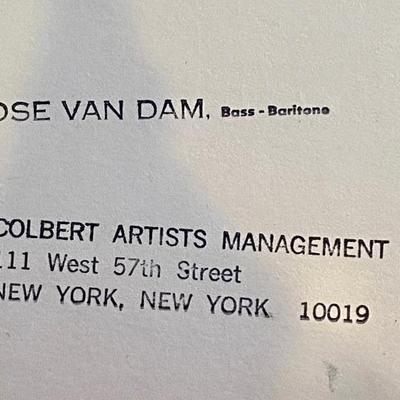 OSE VAN DAM, Bass-Baritone
COLBERT ARTISTS MANAGEMENT
111 West 57th Street
NEW YORK, NEW YORK 10019